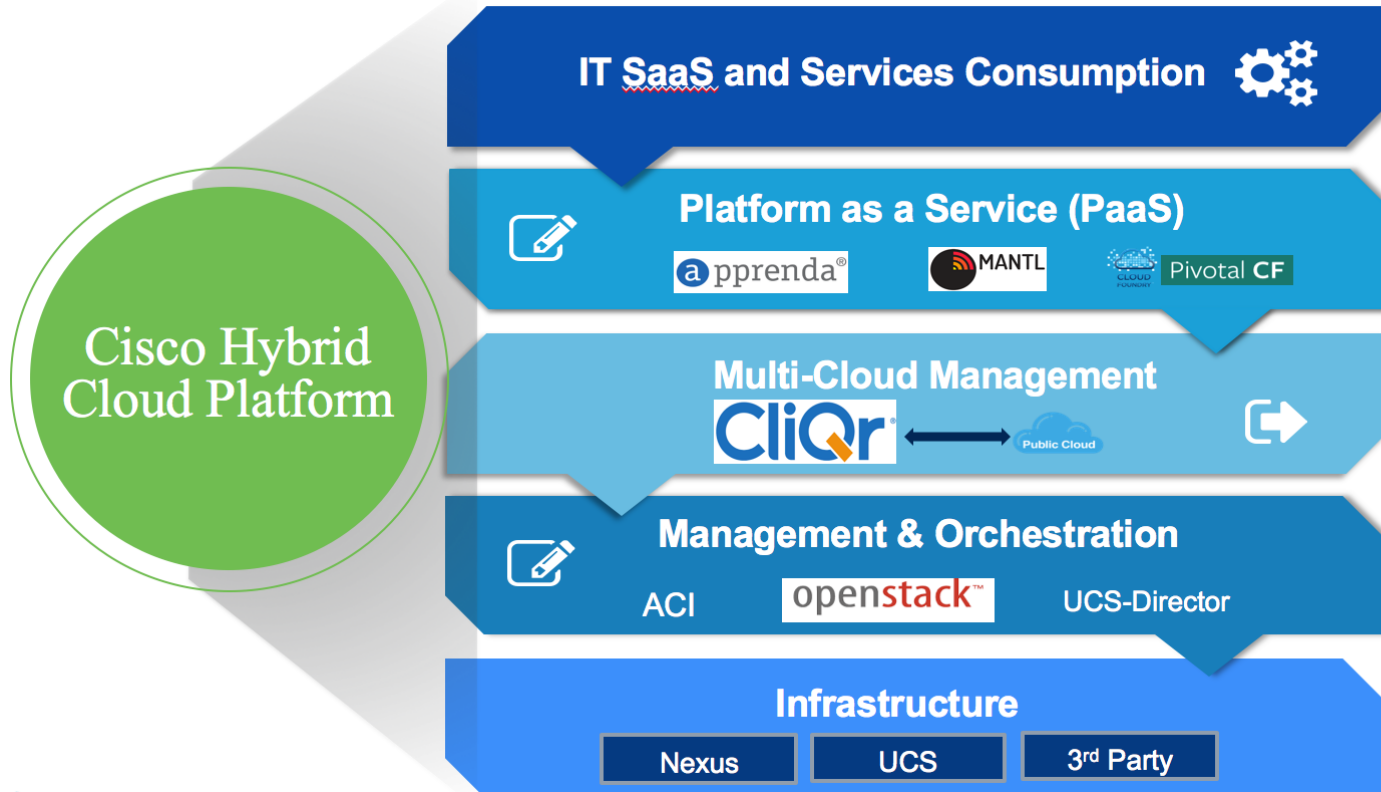 IT SaaS and Services Consumption
Platform as a Service (PaaS)
apprenda®
MANTL
CLOUD
FOUNDRY
Pivotal CF
Cisco Hybrid
Cloud Platform
Multi-Cloud Management
CliQr®
Public Cloud
Management & Orchestration
ACI
openstack™
UCS-Director
Infrastructure
Nexus
UCS
3rd Party